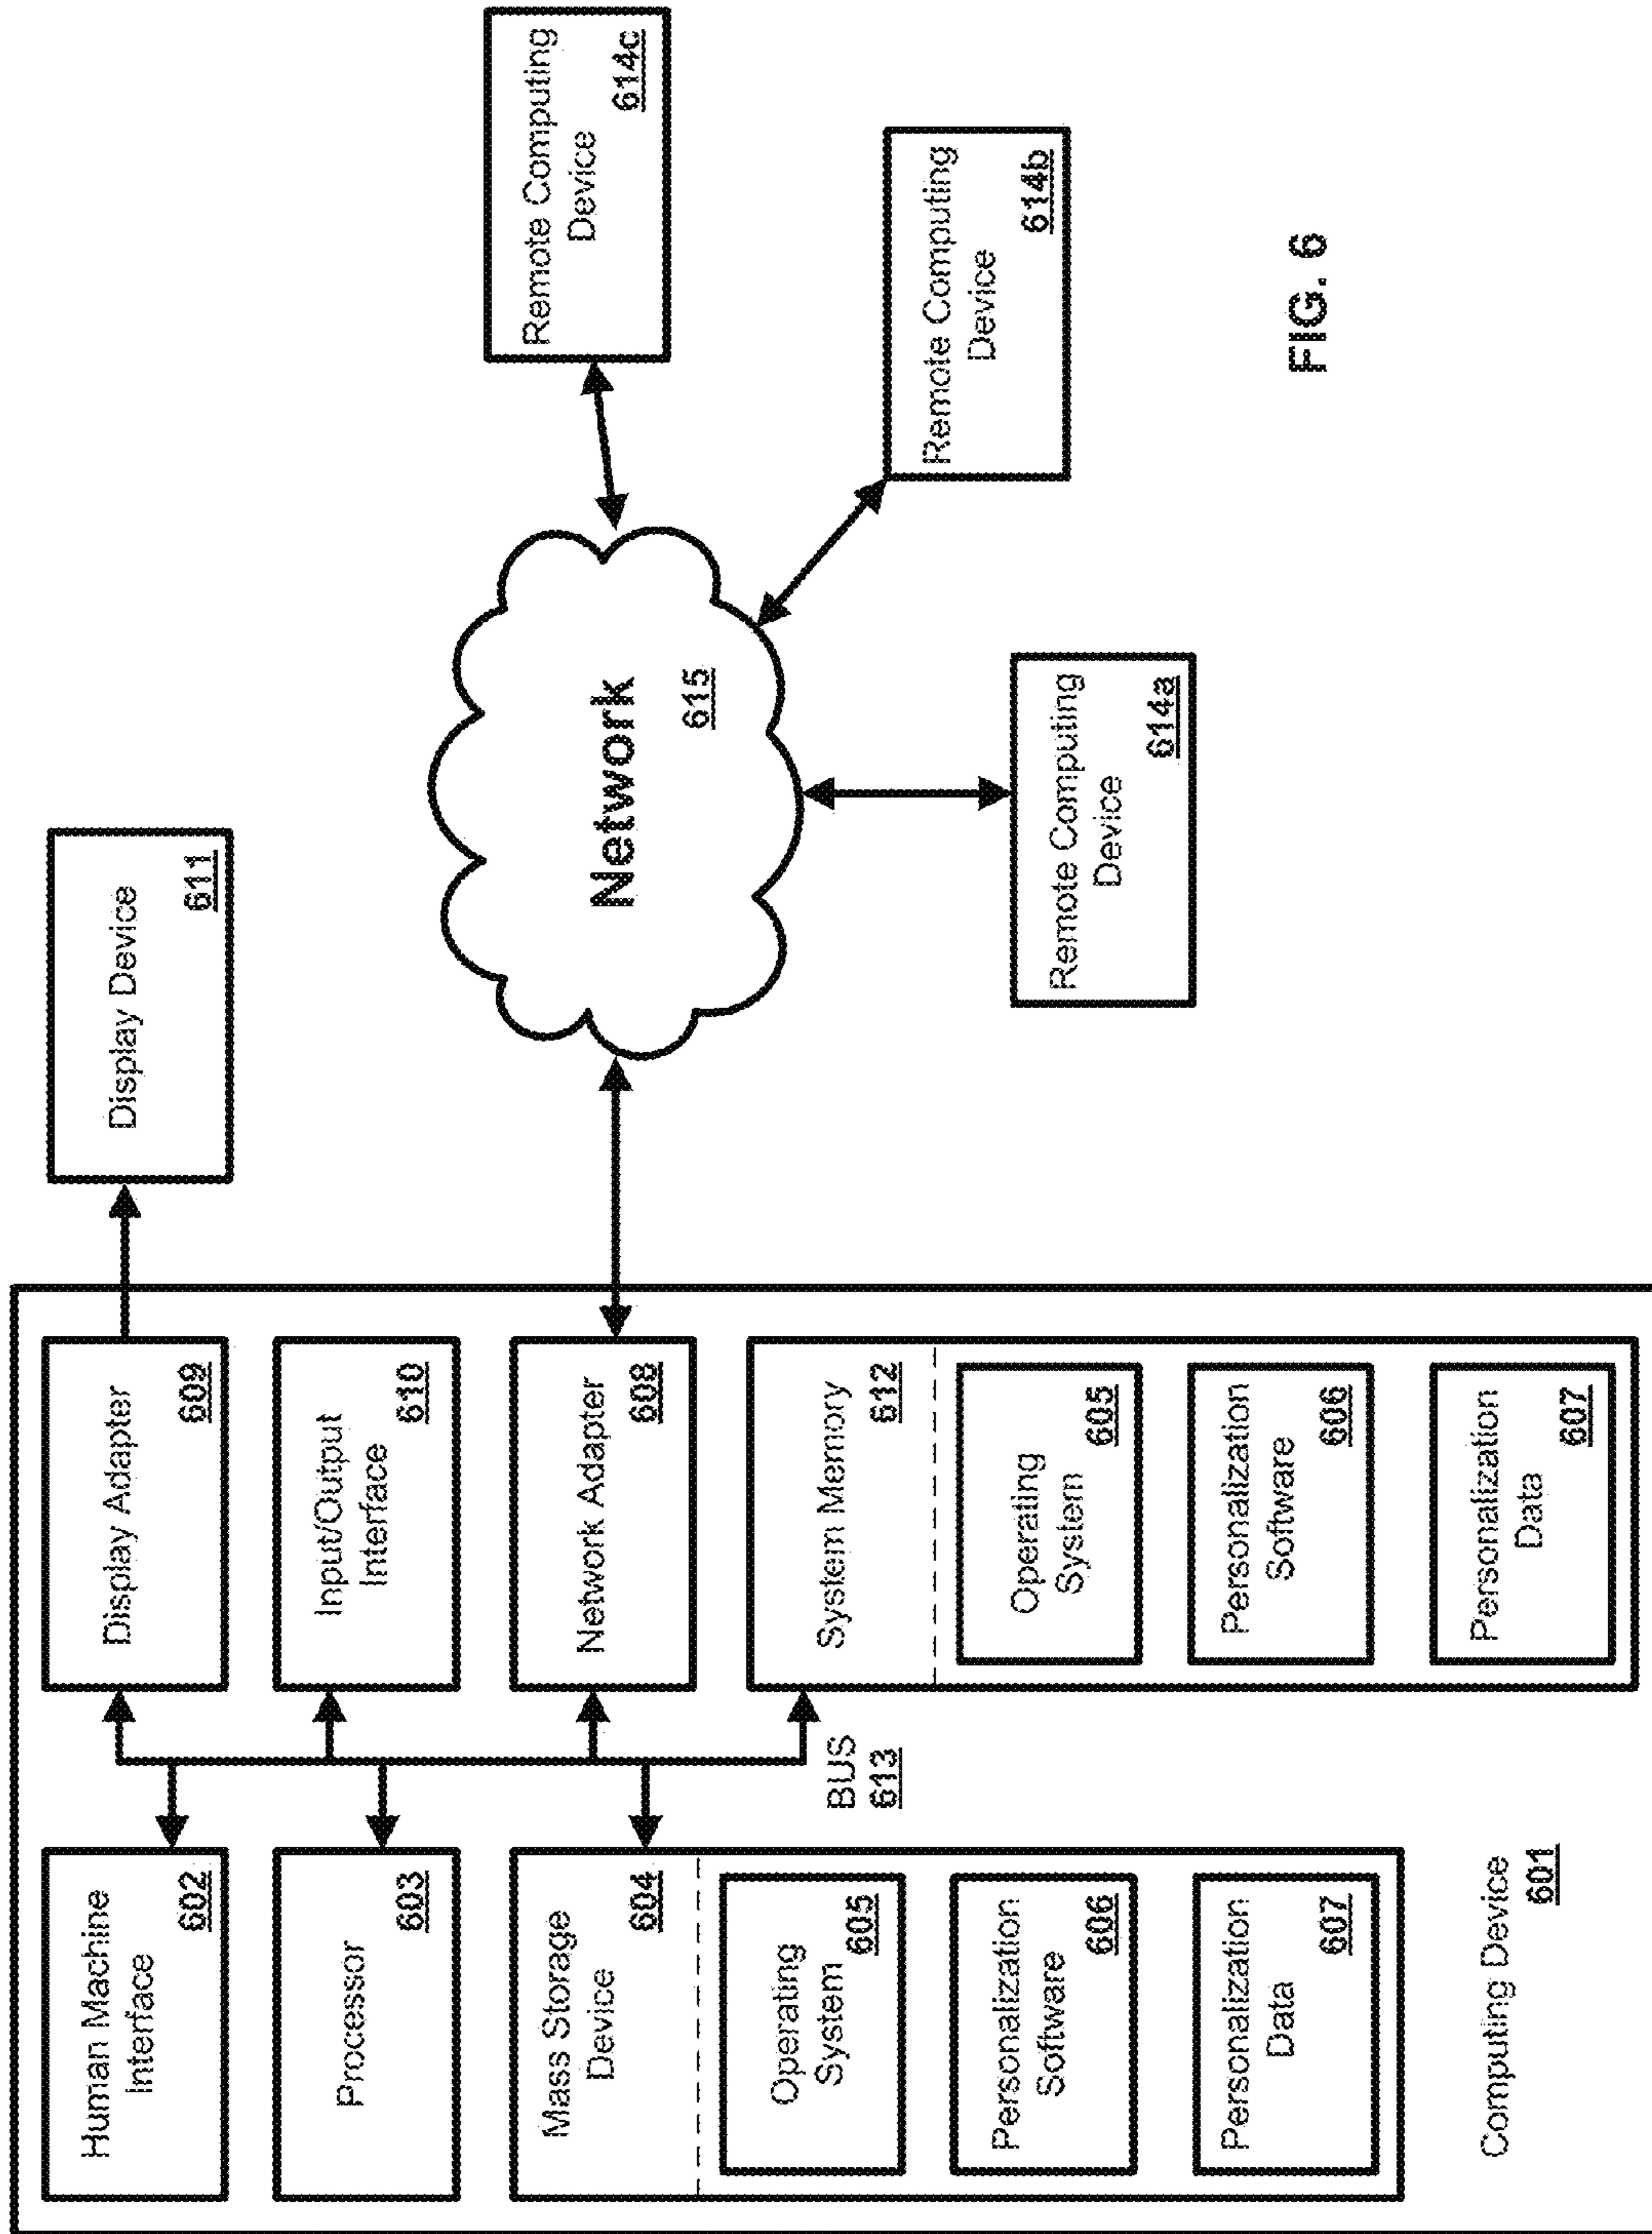 Human Machine
Interface
602
Processor
603
Mass Storage
Device
604
Operating
System
605
Personalization
Software
606
Personalization
Data
607
Computing Device
601
BUS
613
Display Adapter
609
Input/Output
Interface
610
Network Adapter
608
System Memory
612
Operating
System
605
Personalization
Software
606
Personalization
Data
607
Display Device
611
Network
615
Remote Computing
Device
614a
Remote Computing
Device
614b
Remote Computing
Device
614c
FIG. 6